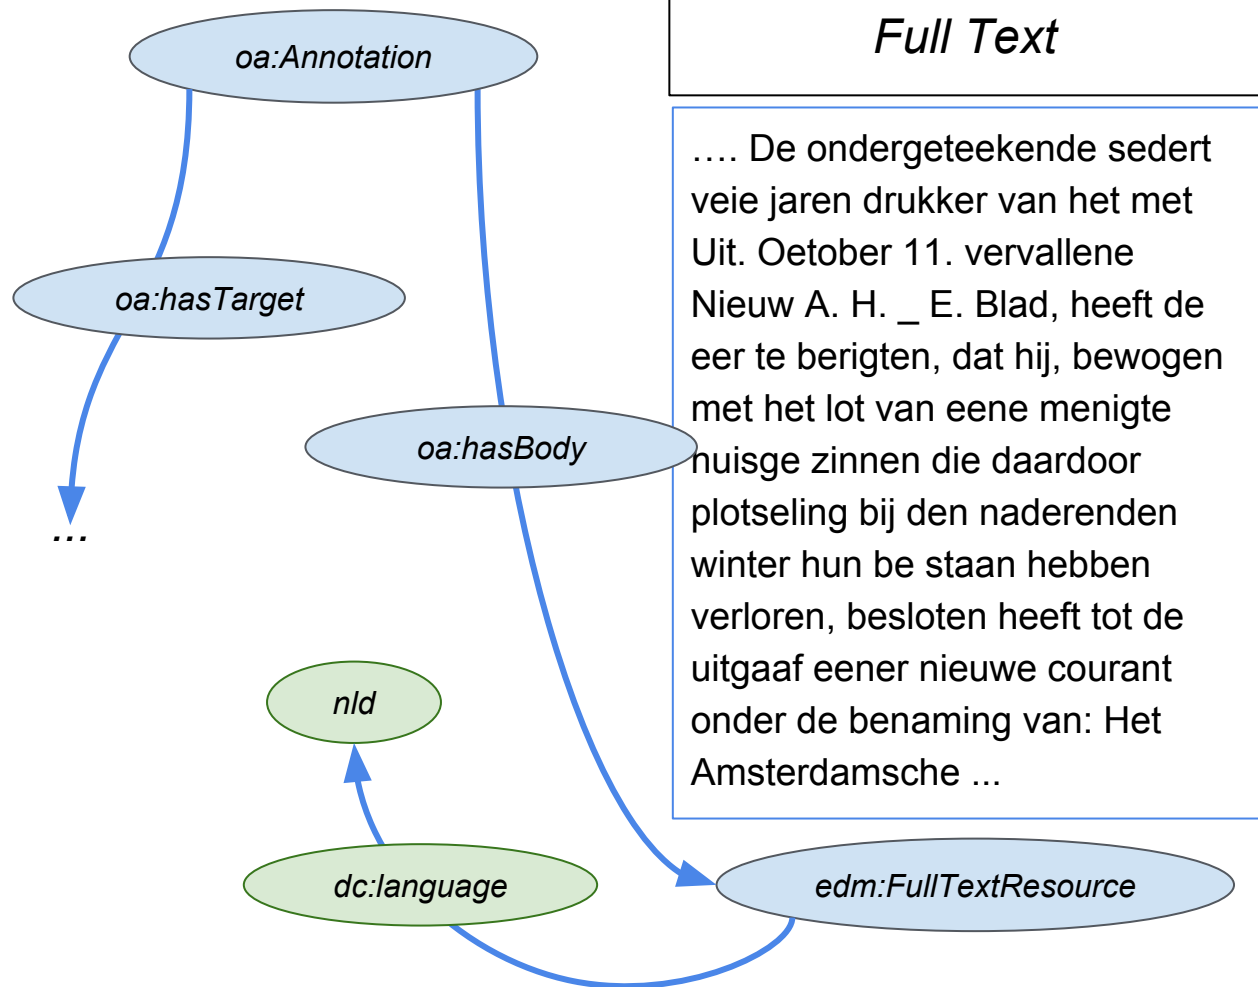 oa:Annotation
Full Text
…. De ondergeteekende sedert
veie jaren drukker van het met
Uit. Oetober 11. vervallene
Nieuw A. H. _ E. Blad, heeft de
eer te berigten, dat hij, bewogen
met het lot van eene menigte
nuisge zinnen die daardoor
plotseling bij den naderenden
winter hun be staan hebben
verloren, besloten heeft tot de
uitgaaf eener nieuwe courant
onder de benaming van: Het
Amsterdamsche ...
oa:hasTarget
oa:hasBody
...
nld
dc:language
edm:FullTextResource